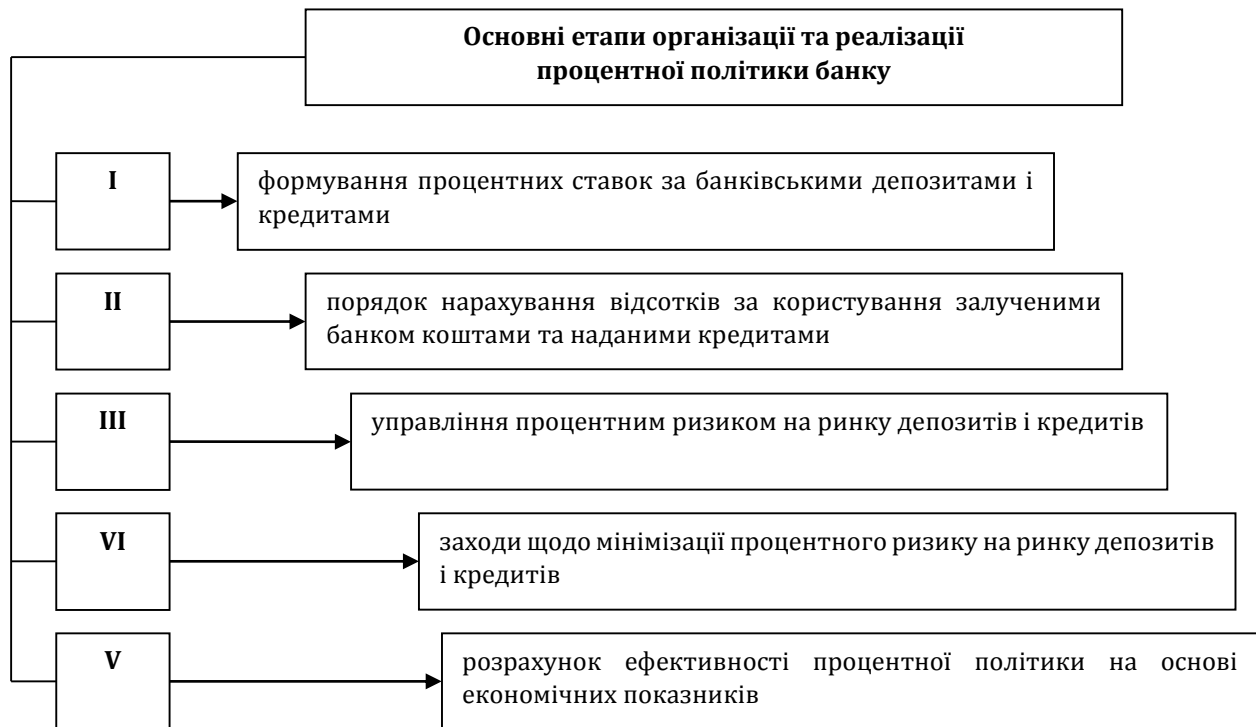 Основні етапи організації та реалізації
процентної політики банку
I
формування процентних ставок за банківськими депозитами і
кредитами
II
порядок нарахування відсотків за користування залученими
банком коштами та наданими кредитами
III
управління процентним ризиком на ринку депозитів і кредитів
VI
заходи щодо мінімізації процентного ризику на ринку депозитів
і кредитів
V
розрахунок ефективності процентної політики на основі
економічних показників